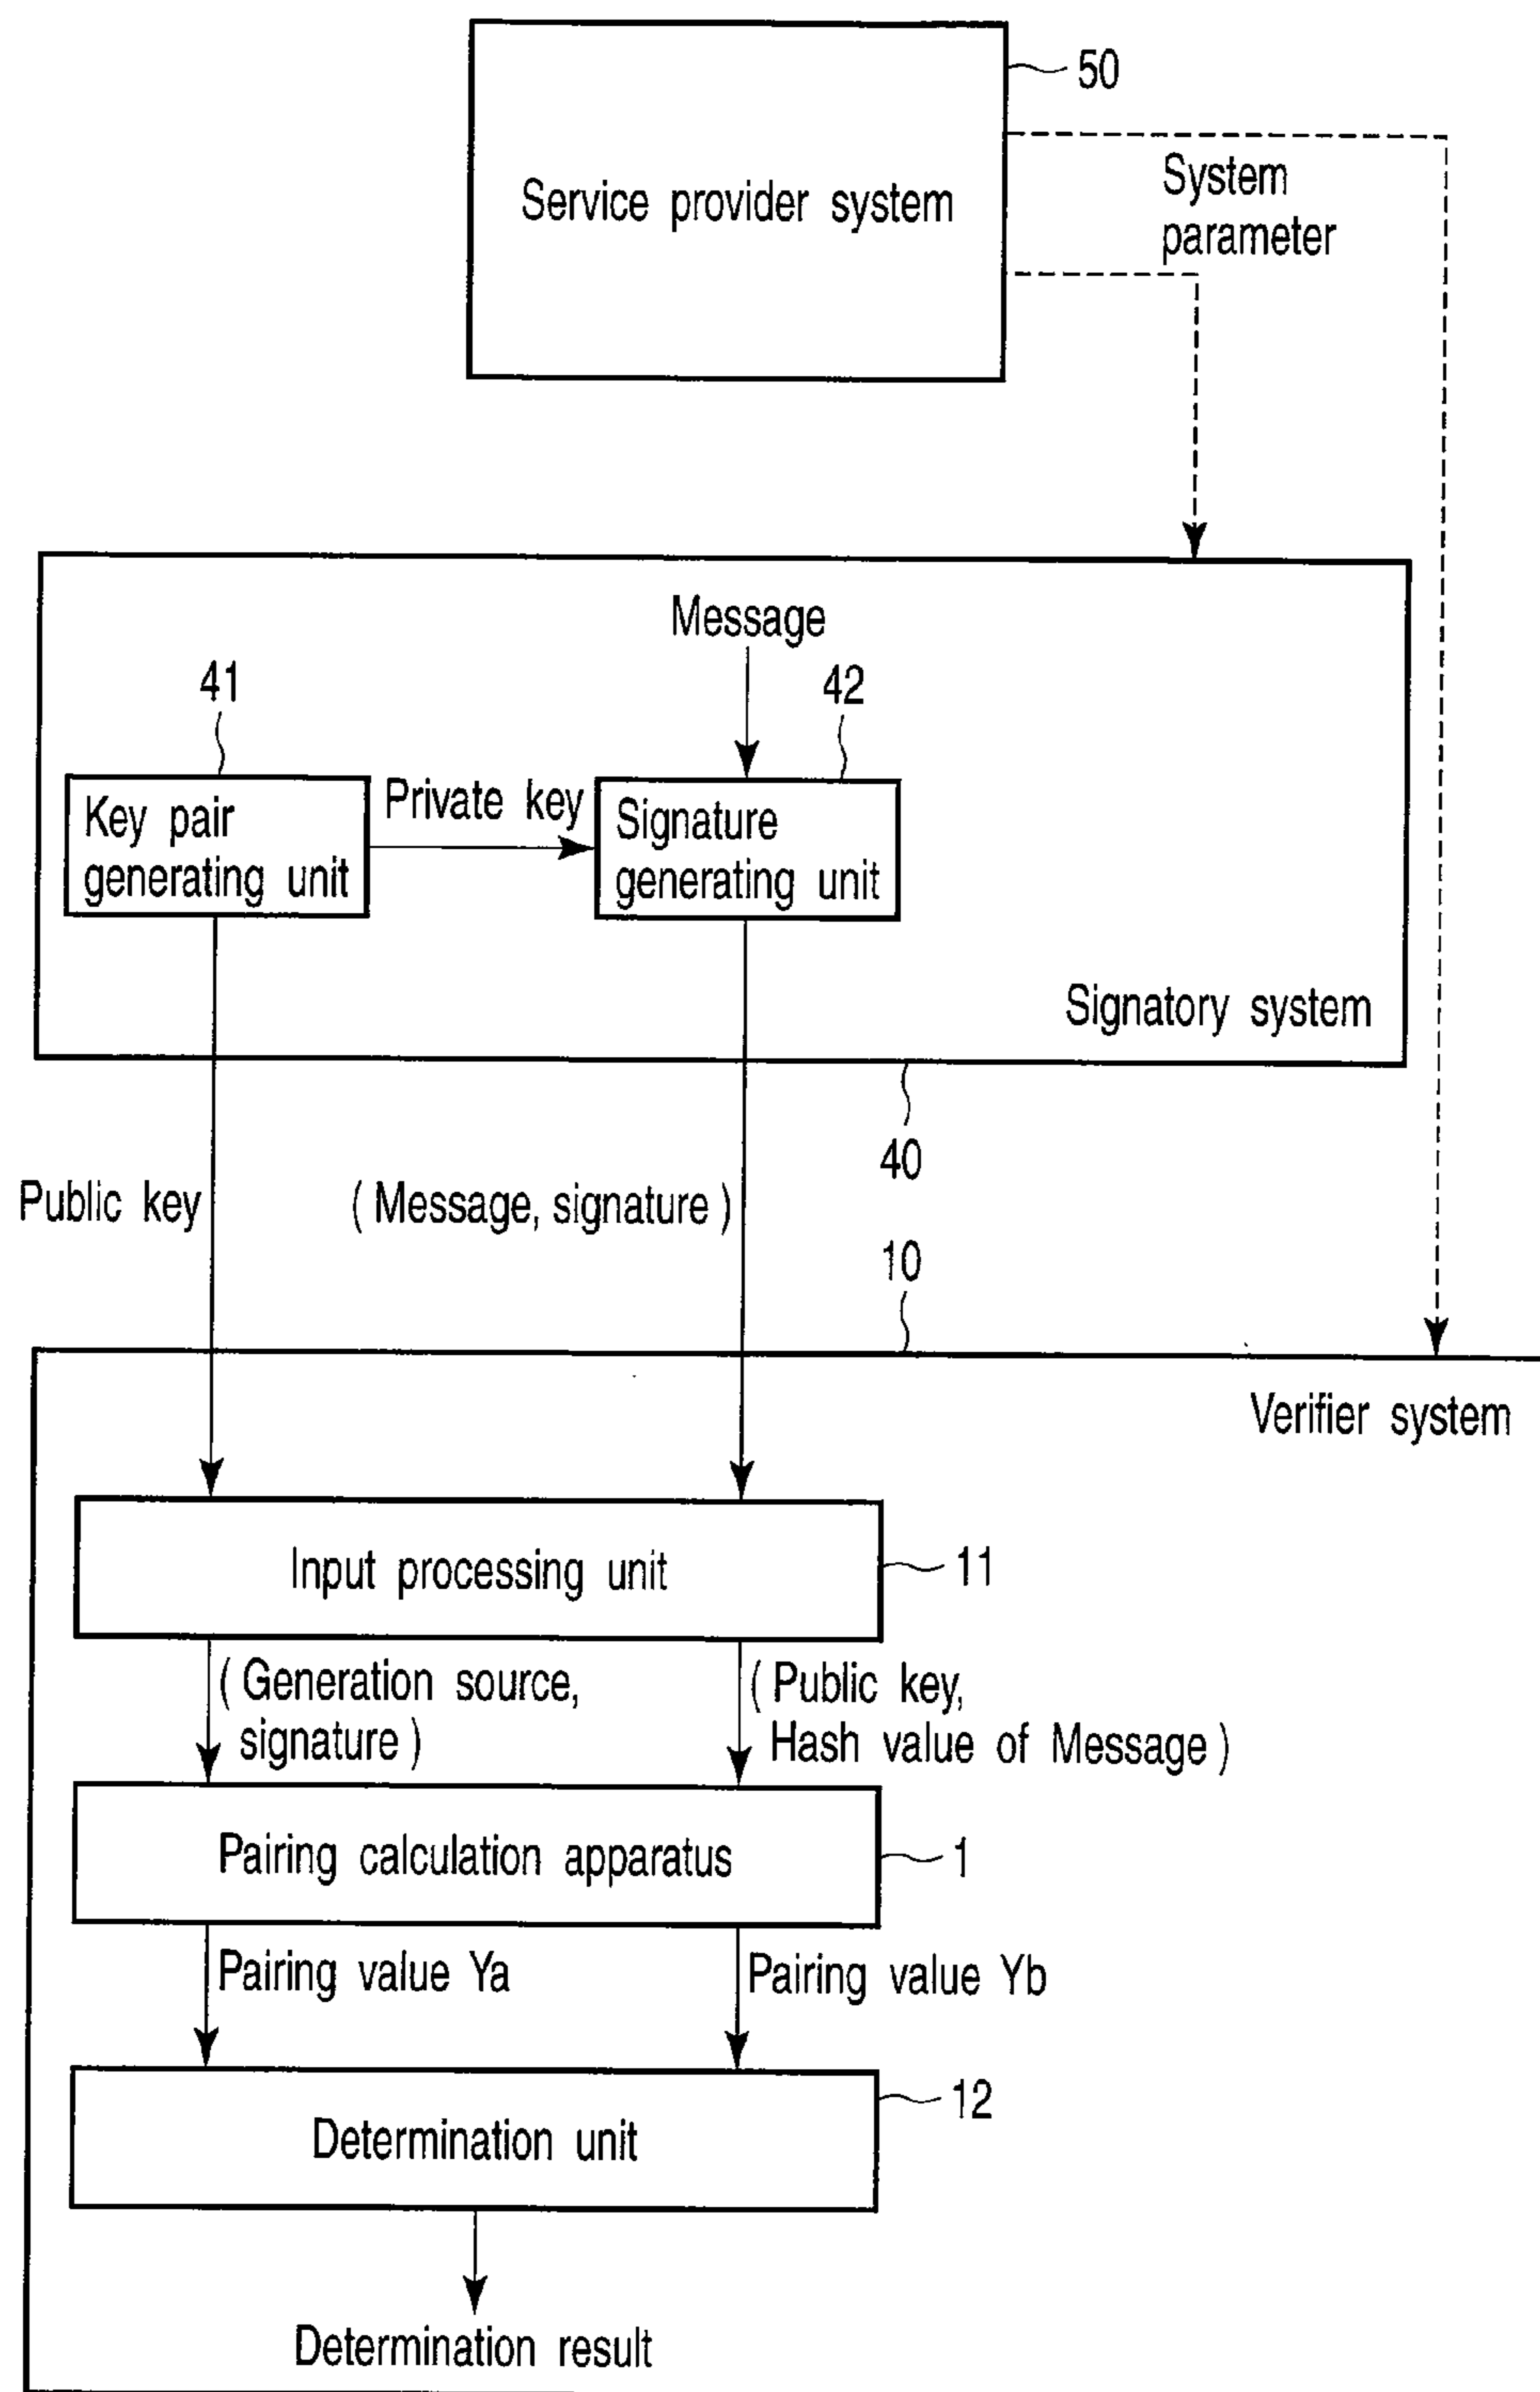 50
Service provider system
System
parameter
Message
41
42
Key pair
generating unit
Private key
Signature
generating unit
Signatory system
40
Public key
( Message, signature )
10
Verifier system
Input processing unit
11
( Generation source,
signature )
( Public key,
Hash value of Message )
Pairing calculation apparatus
1
Pairing value Ya
Pairing value Yb
12
Determination unit
Determination result